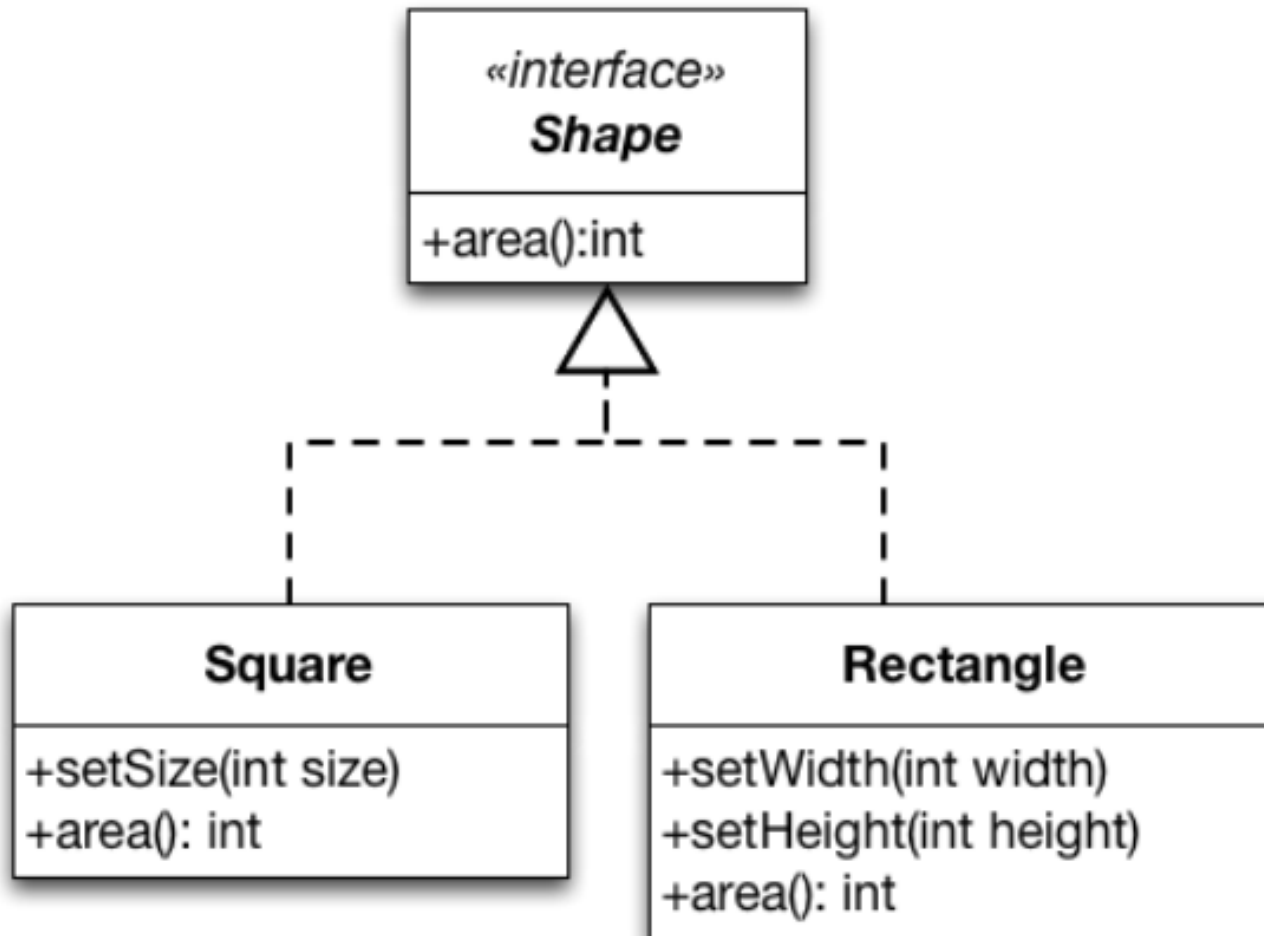 «interface»
Shape
+area():int
Square
+setSize(int size)
+area(): int
Rectangle
+setWidth(int width)
+setHeight(int height)
+area(): int